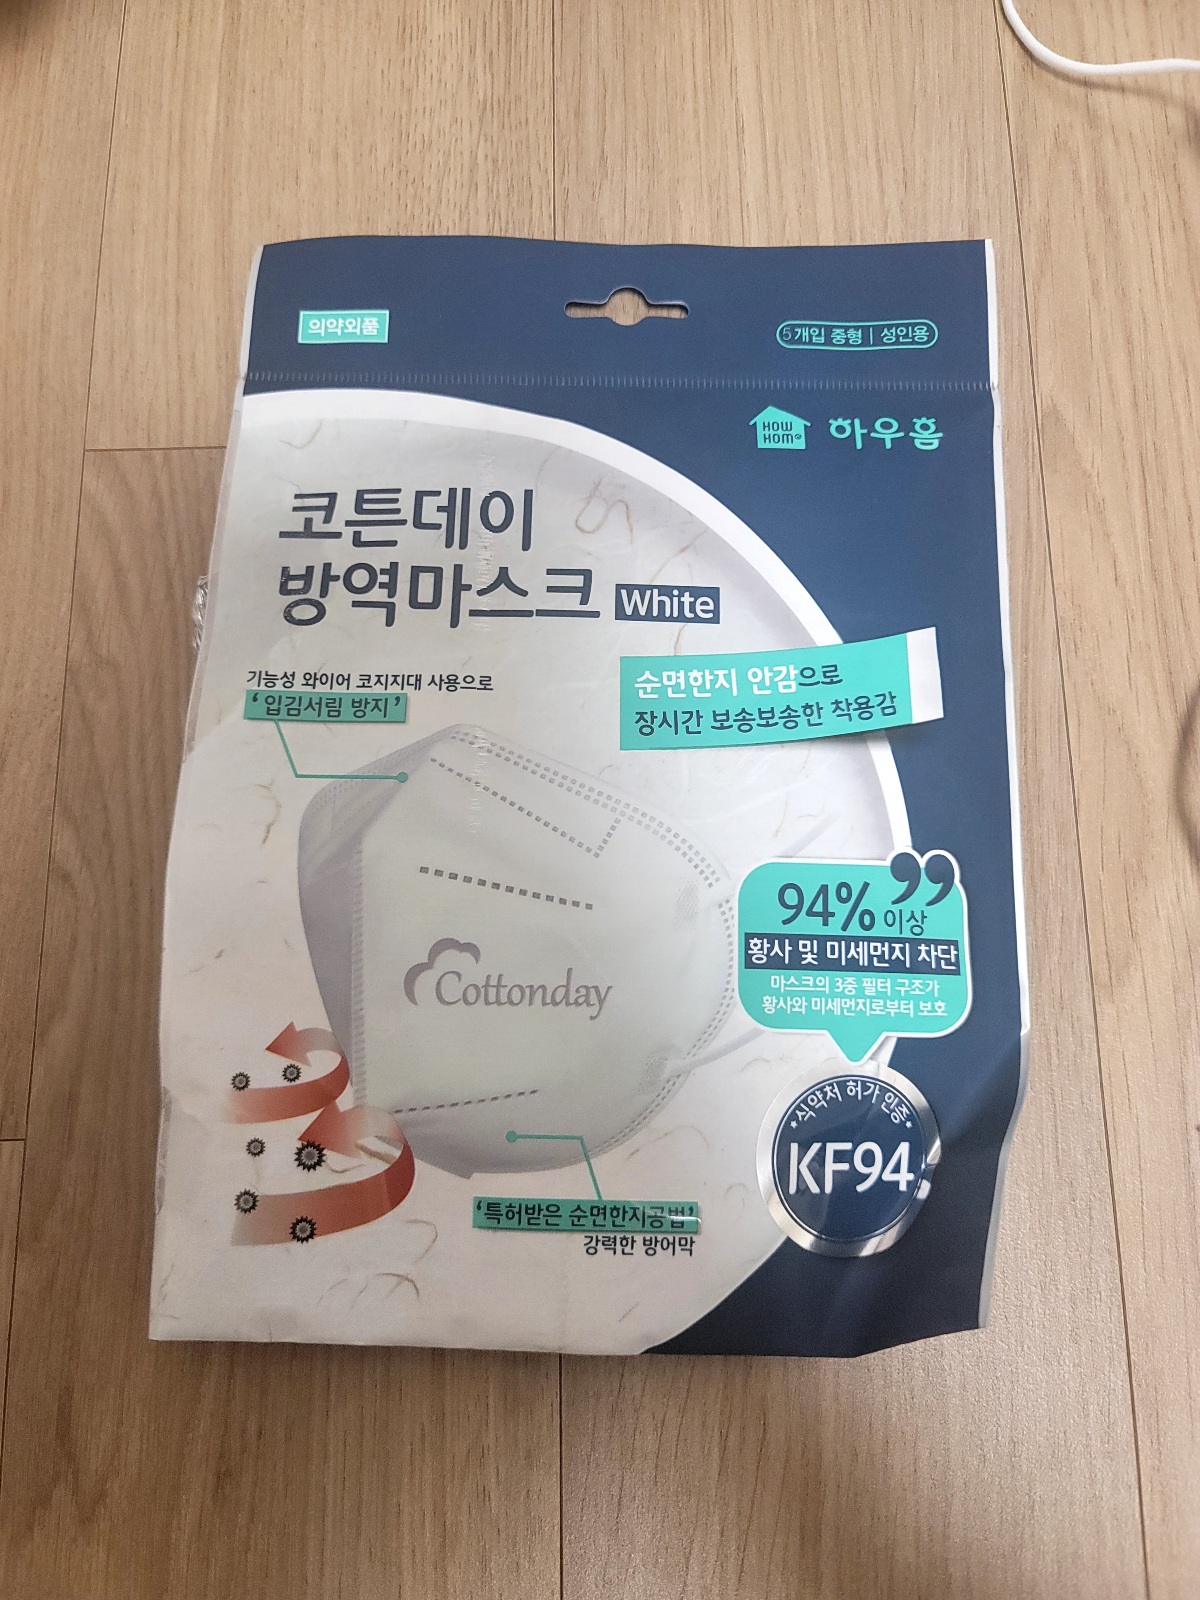 의약외품
5개입 중형 | 성인용
HOW HOME 하우홈
코튼데이
방역마스크 White
기능성 와이어 코지지대 사용으로
'입김서림 방지'
순면한지 안감으로
장시간 보송보송한 착용감
94% 이상
황사 및 미세먼지 차단
마스크의 3중 필터 구조가
황사와 미세먼지로부터 보호
Cottonday
식약처 허가 인증
KF94
'특허받은 순면한지공법'
강력한 방어막